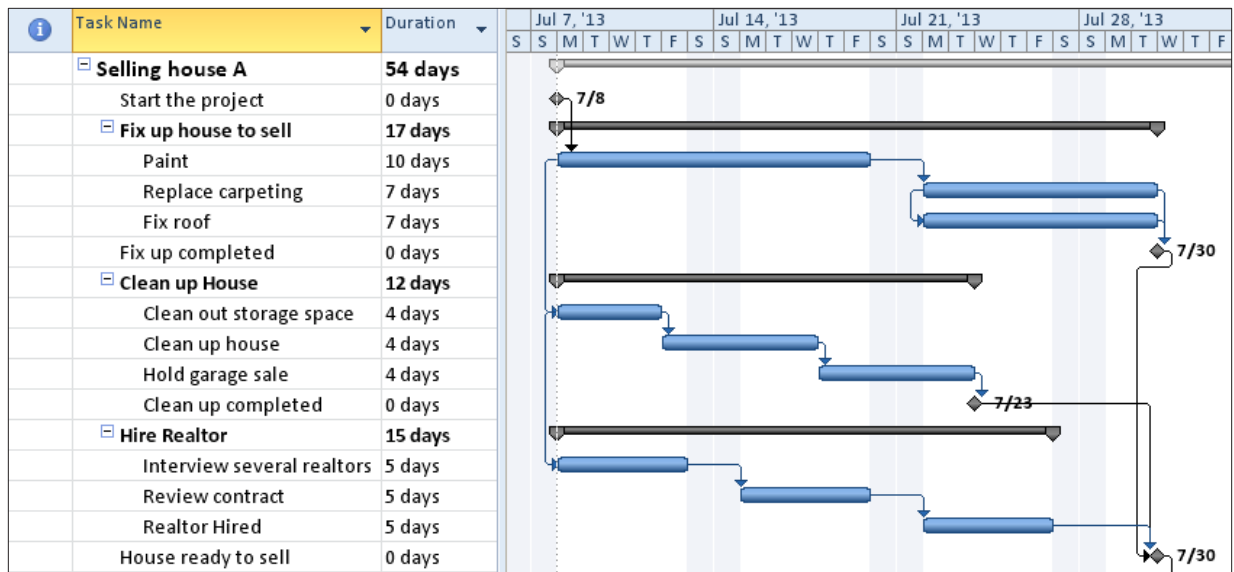 Task Name Duration Jul 7, '13 Jul 14, '13 Jul 21, '13 Jul 28, '13
S S M T W T F S S M T W T F S S M T W T F S S M T W T F
Selling house A 54 days
Start the project 0 days 7/8
Fix up house to sell 17 days
Paint 10 days
Replace carpeting 7 days
Fix roof 7 days
Fix up completed 0 days 7/30
Clean up House 12 days
Clean out storage space 4 days
Clean up house 4 days
Hold garage sale 4 days
Clean up completed 0 days 7/23
Hire Realtor 15 days
Interview several realtors 5 days
Review contract 5 days
Realtor Hired 5 days
House ready to sell 0 days 7/30